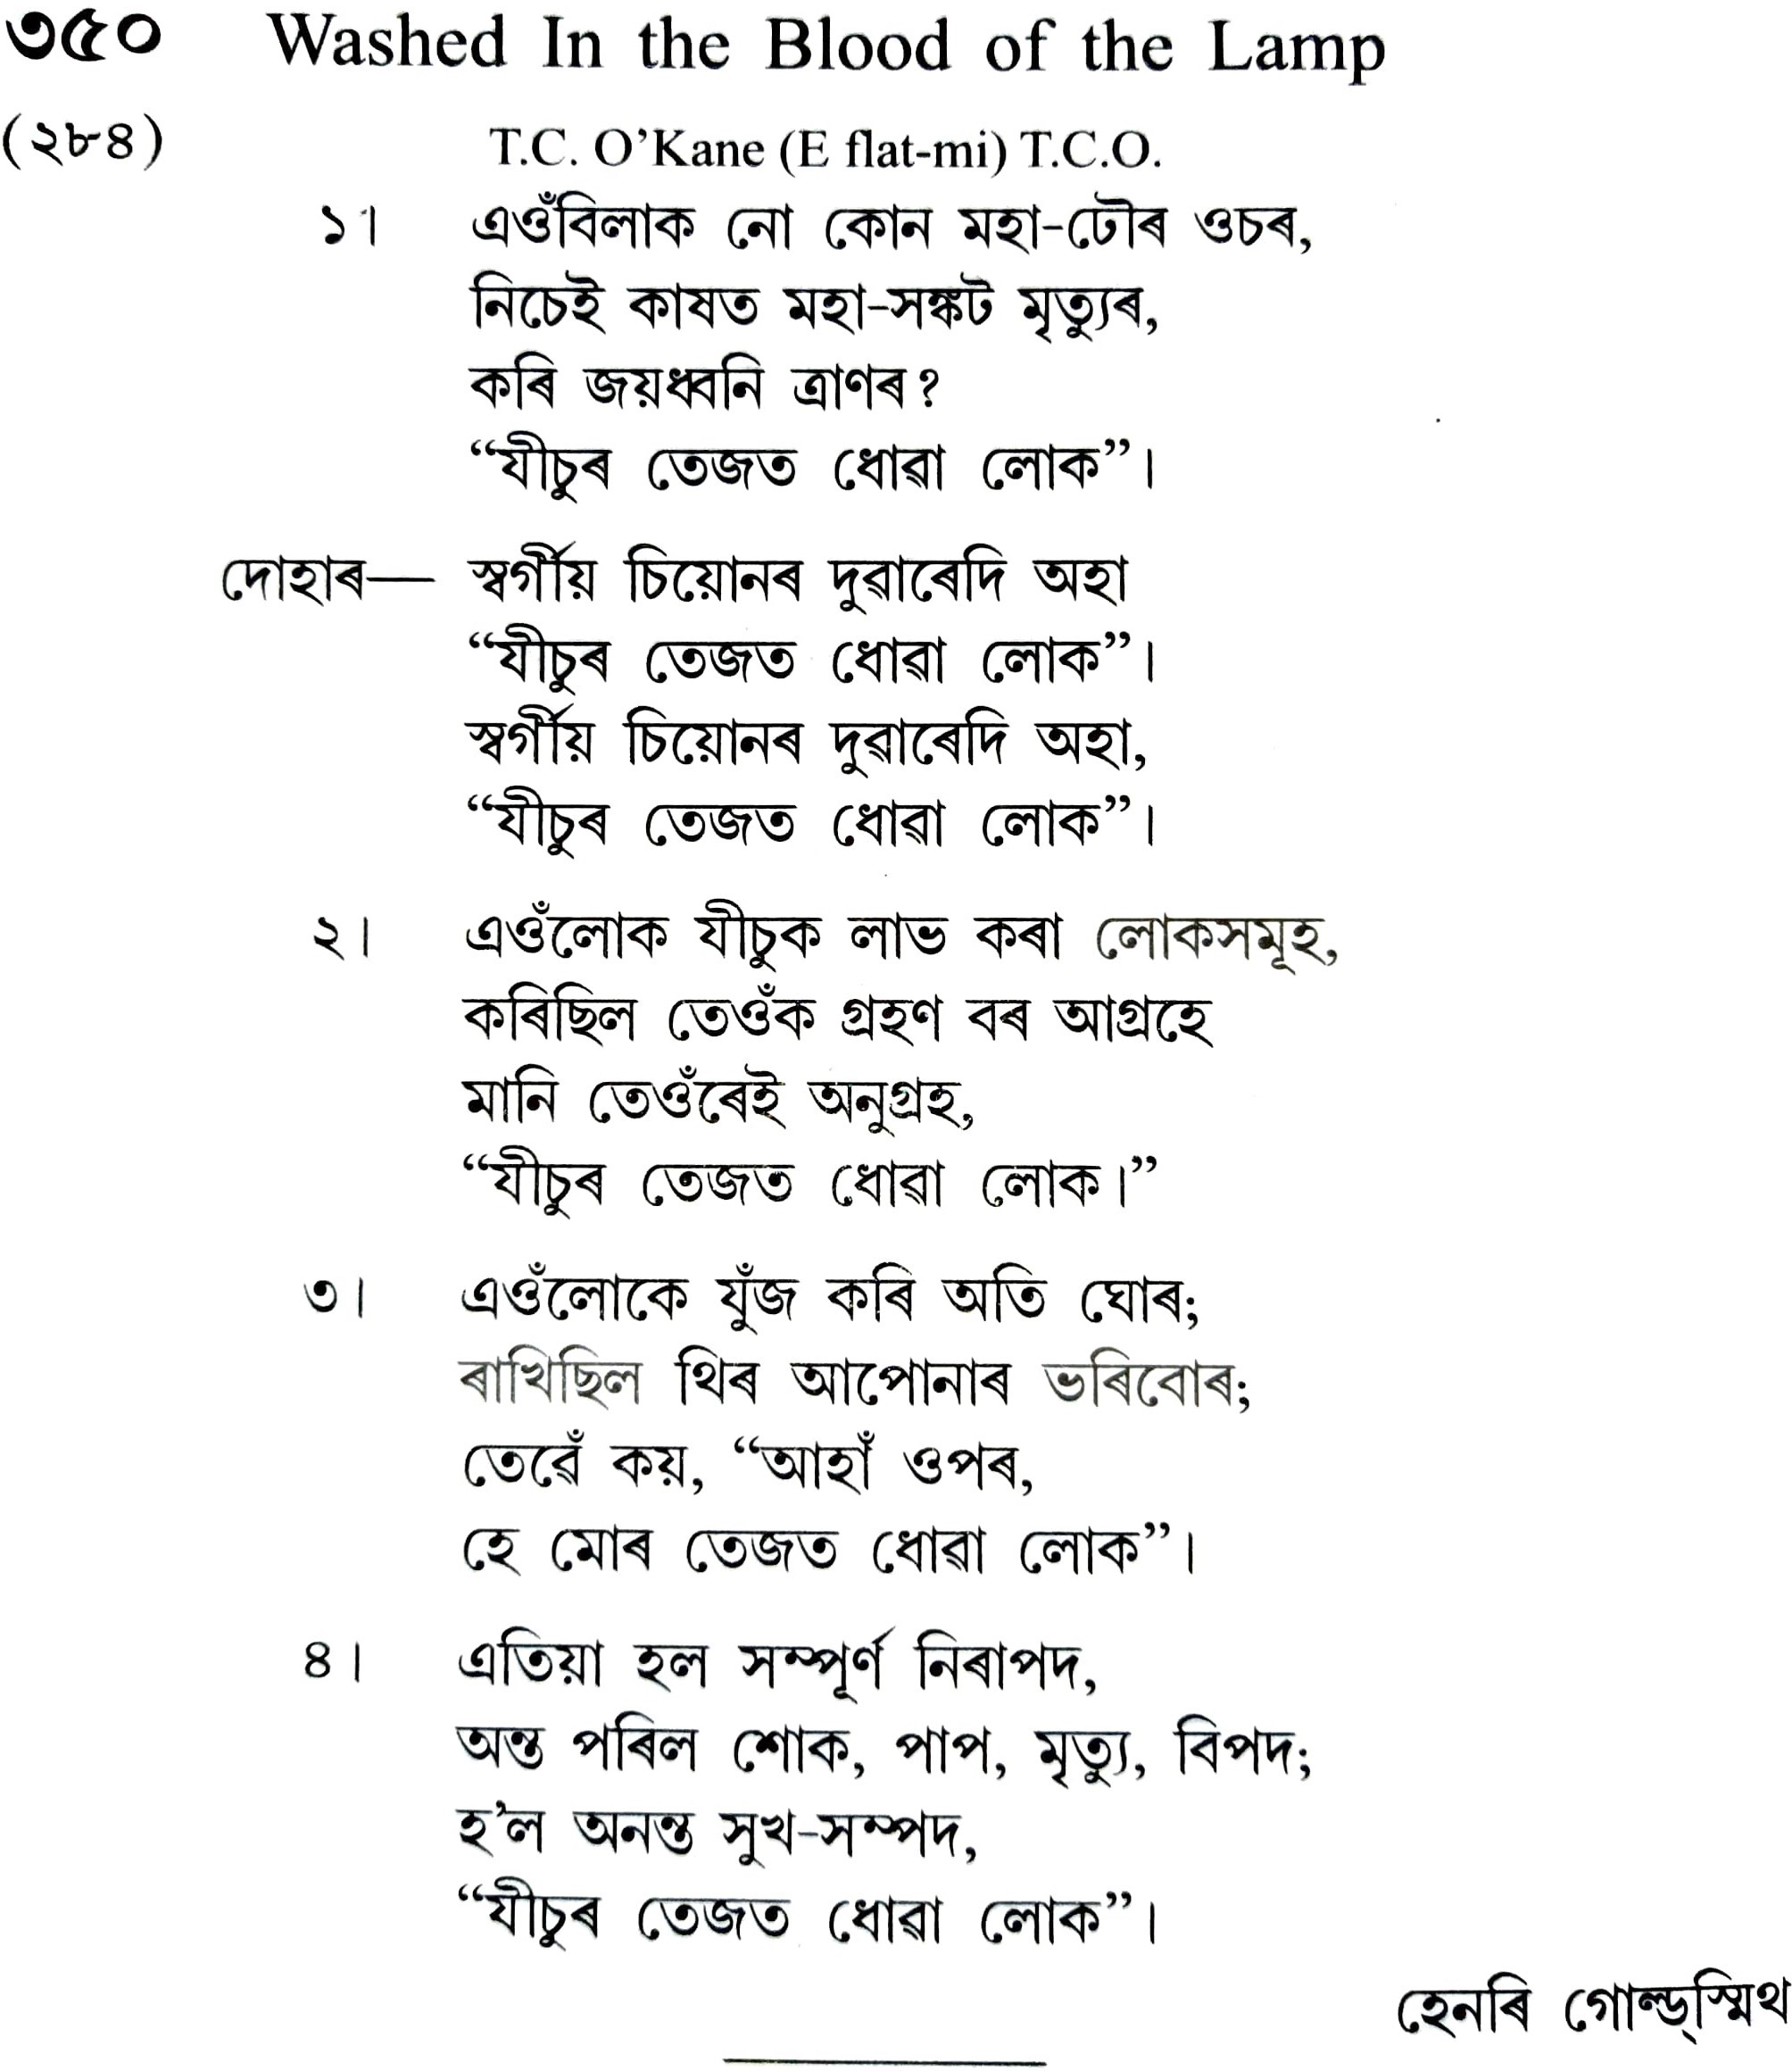 ৩৫০ Washed In the Blood of the Lamp
(২৮৪) T.C. O’Kane (E flat-mi) T.C.O.
১। এওঁবিলাক নো কোন মহা-ঢৌৰ ওচৰ,
নিচেই কাষত মহা-সঙ্কট মৃত্যুৰ,
কৰি জয়ধ্বনি ত্ৰাণৰ?
“যীচুৰ তেজত ধোৱা লোক”।
দোহাৰ— স্বৰ্গীয় চিয়োনৰ দুৱাৰেদি অহা
“যীচুৰ তেজত ধোৱা লোক”।
স্বৰ্গীয় চিয়োনৰ দুৱাৰেদি অহা,
“যীচুৰ তেজত ধোৱা লোক”।
২। এওঁলোক যীচুক লাভ কৰা লোকসমূহ,
কৰিছিল তেওঁক গ্ৰহণ বৰ আগ্ৰহে
মানি তেওঁৰেই অনুগ্ৰহ,
“যীচুৰ তেজত ধোৱা লোক।”
৩। এওঁলোকে যুঁজ কৰি অতি ঘোৰ;
ৰাখিছিল থিৰ আপোনাৰ ভৰিবোৰ;
তেৱেঁ কয়, “আহাঁ ওপৰ,
হে মোৰ তেজত ধোৱা লোক”।
৪। এতিয়া হল সম্পূৰ্ণ নিৰাপদ,
অন্ত পৰিল শোক, পাপ, মৃত্যু, বিপদ;
হ’ল অনন্ত সুখ-সম্পদ,
“যীচুৰ তেজত ধোৱা লোক”।
হেনৰি গোল্ড্স্মিথ